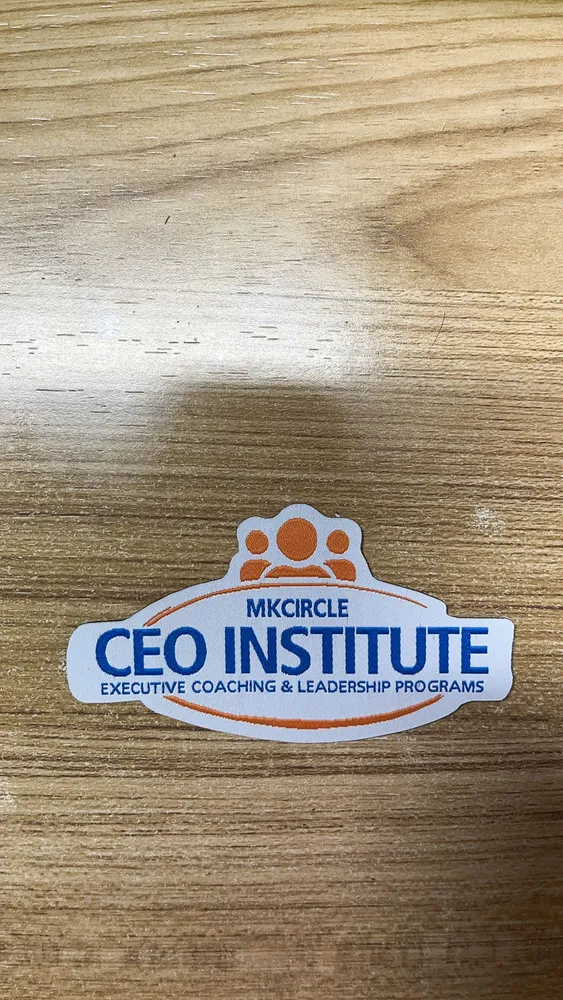 MKCIRCLE
CEO INSTITUTE
EXECUTIVE COACHING & LEADERSHIP PROGRAMS